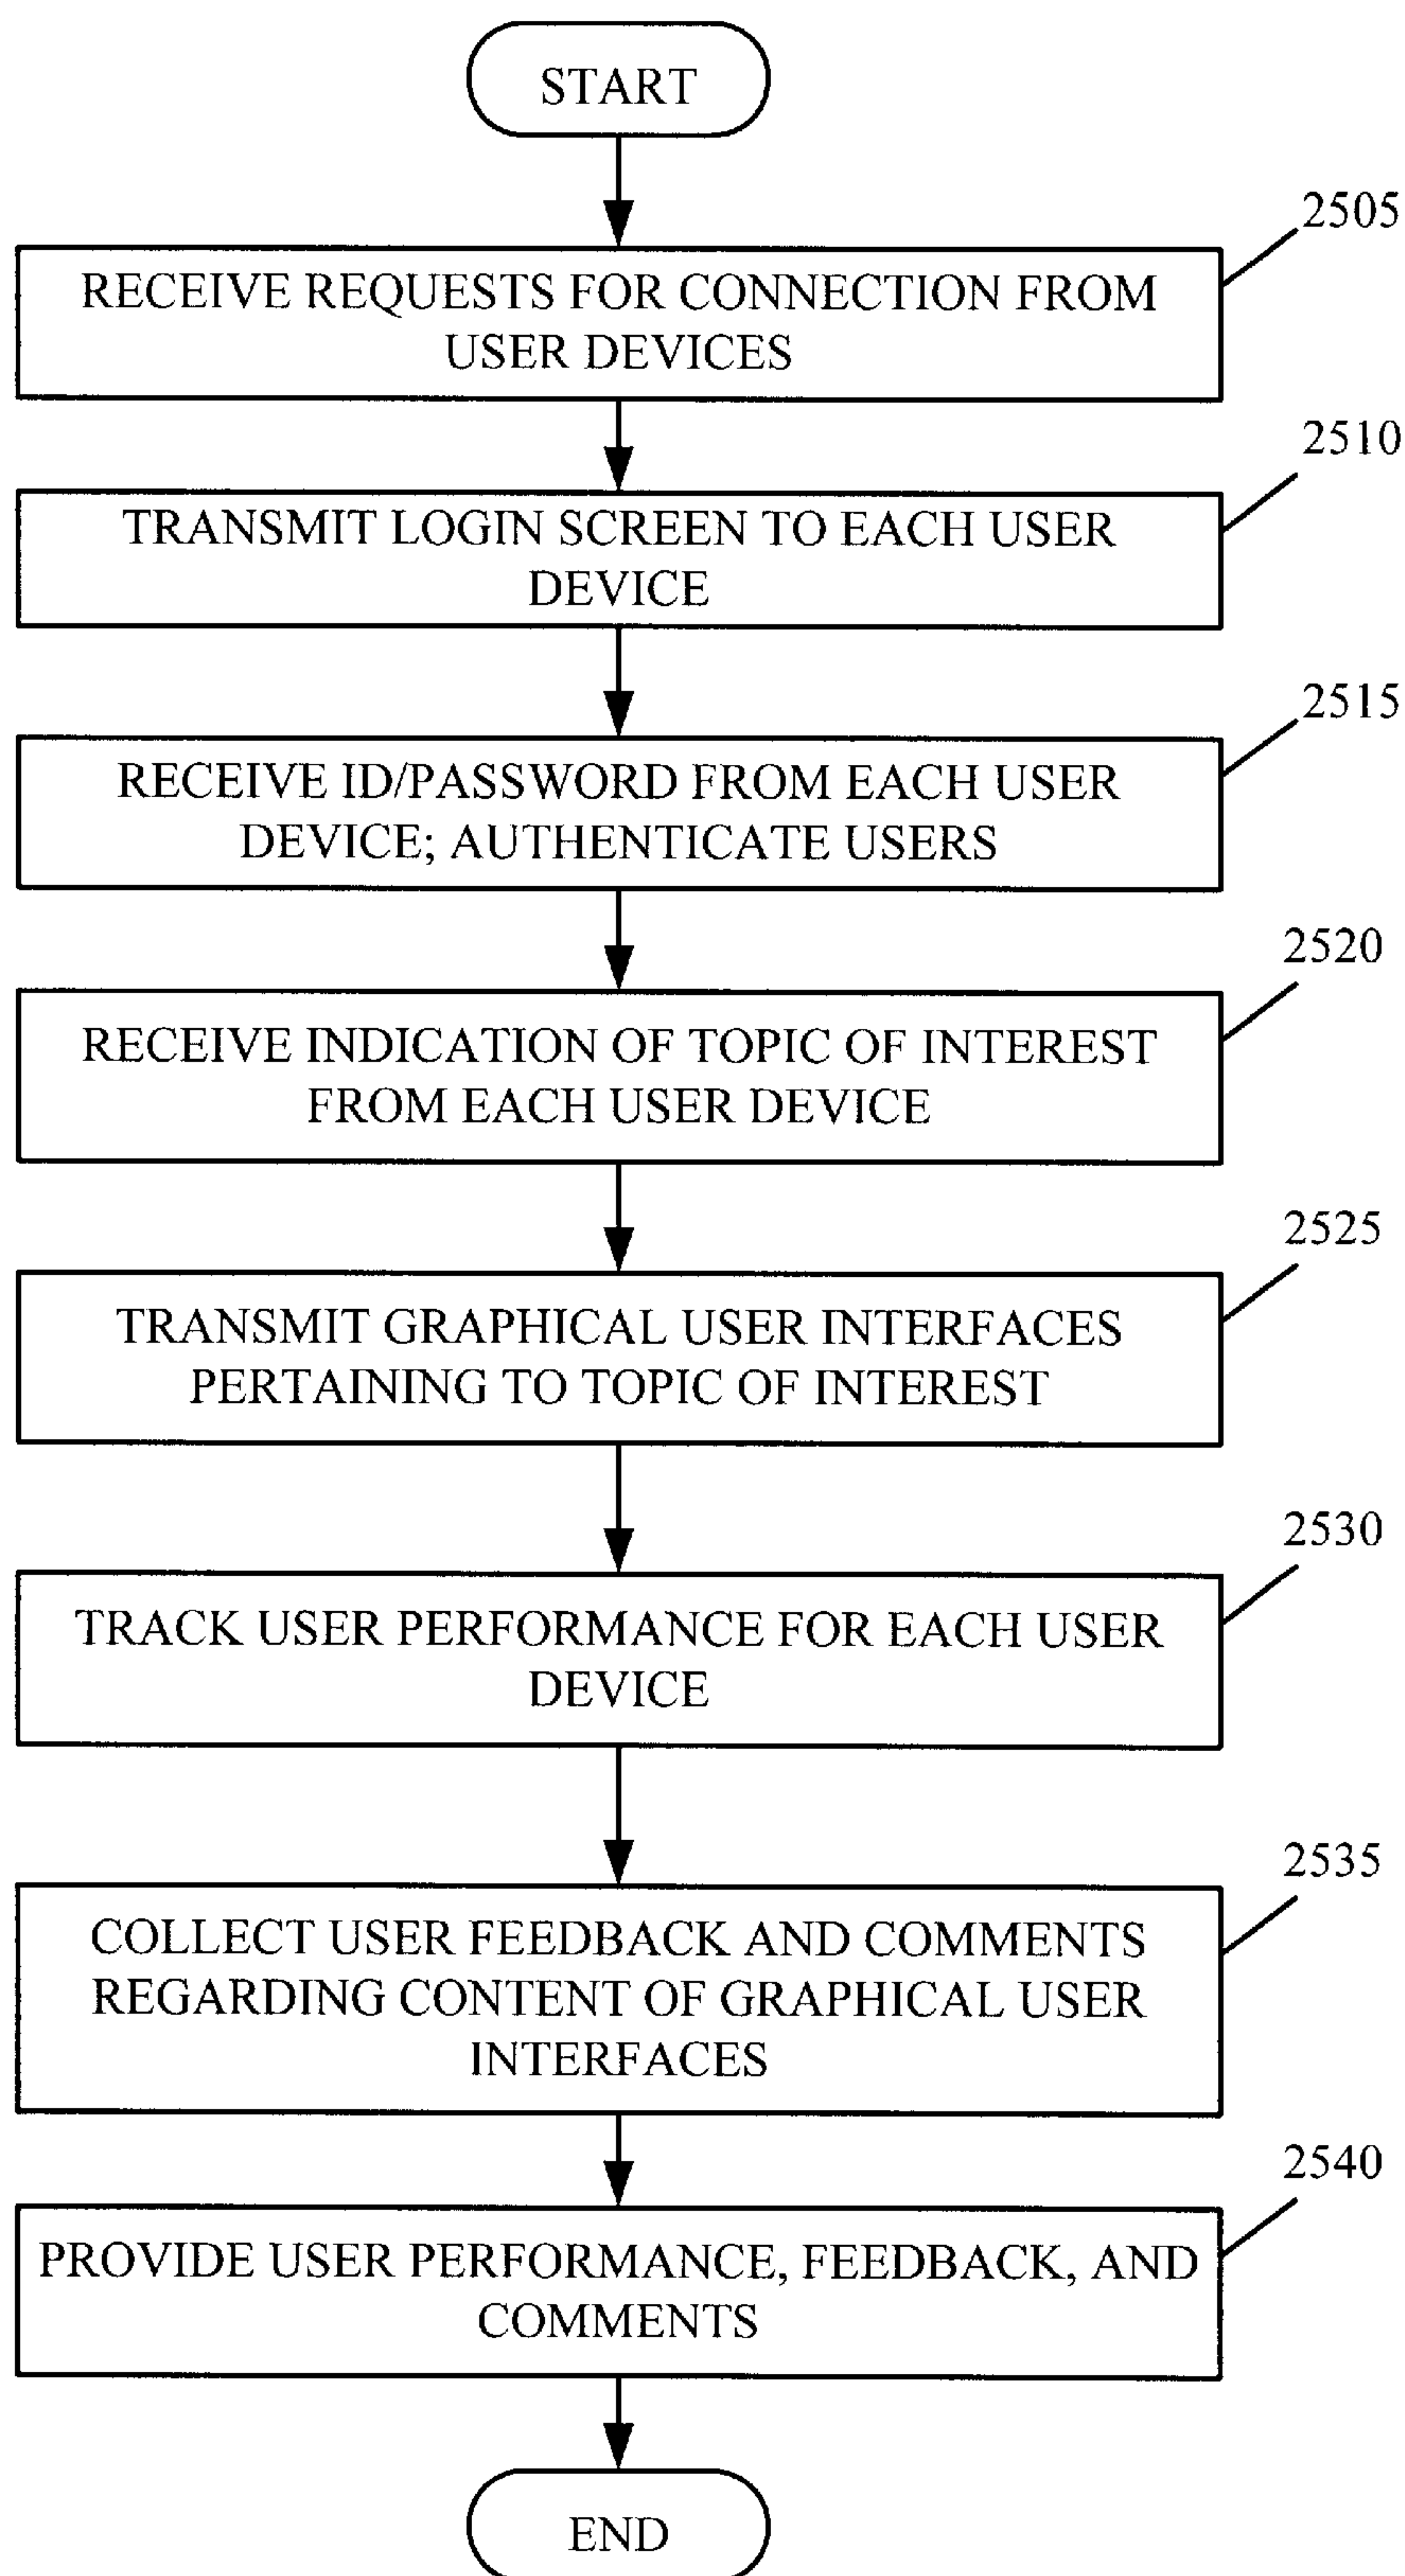 START
2505
RECEIVE REQUESTS FOR CONNECTION FROM
USER DEVICES
2510
TRANSMIT LOGIN SCREEN TO EACH USER
DEVICE
2515
RECEIVE ID/PASSWORD FROM EACH USER
DEVICE; AUTHENTICATE USERS
2520
RECEIVE INDICATION OF TOPIC OF INTEREST
FROM EACH USER DEVICE
2525
TRANSMIT GRAPHICAL USER INTERFACES
PERTAINING TO TOPIC OF INTEREST
2530
TRACK USER PERFORMANCE FOR EACH USER
DEVICE
2535
COLLECT USER FEEDBACK AND COMMENTS
REGARDING CONTENT OF GRAPHICAL USER
INTERFACES
2540
PROVIDE USER PERFORMANCE, FEEDBACK, AND
COMMENTS
END